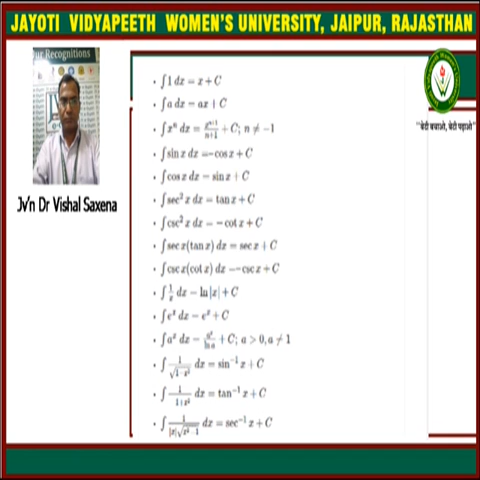 JAYOTI VIDYAPEETH WOMEN'S UNIVERSITY, JAIPUR, RAJASTHAN
ur Recognitions
Jv'n Dr Vishal Saxena
"बेटी बचाओ, बेटी पढ़ाओ"
• ∫1 dx = x + C
• ∫a dx = ax + C
• ∫xⁿ dx = xⁿ⁺¹/n+1 + C; n ≠ −1
• ∫sin x dx = −cos x + C
• ∫cos x dx = sin x + C
• ∫sec² x dx = tan x + C
• ∫csc² x dx = −cot x + C
• ∫sec x(tan x) dx = sec x + C
• ∫csc x(cot x) dx = −csc x + C
• ∫1/x dx = ln |x| + C
• ∫eˣ dx = eˣ + C
• ∫aˣ dx = aˣ/ln a + C; a > 0, a ≠ 1
• ∫1/√1−x² dx = sin⁻¹ x + C
• ∫1/1+x² dx = tan⁻¹ x + C
• ∫1/|x|√x²−1 dx = sec⁻¹ x + C